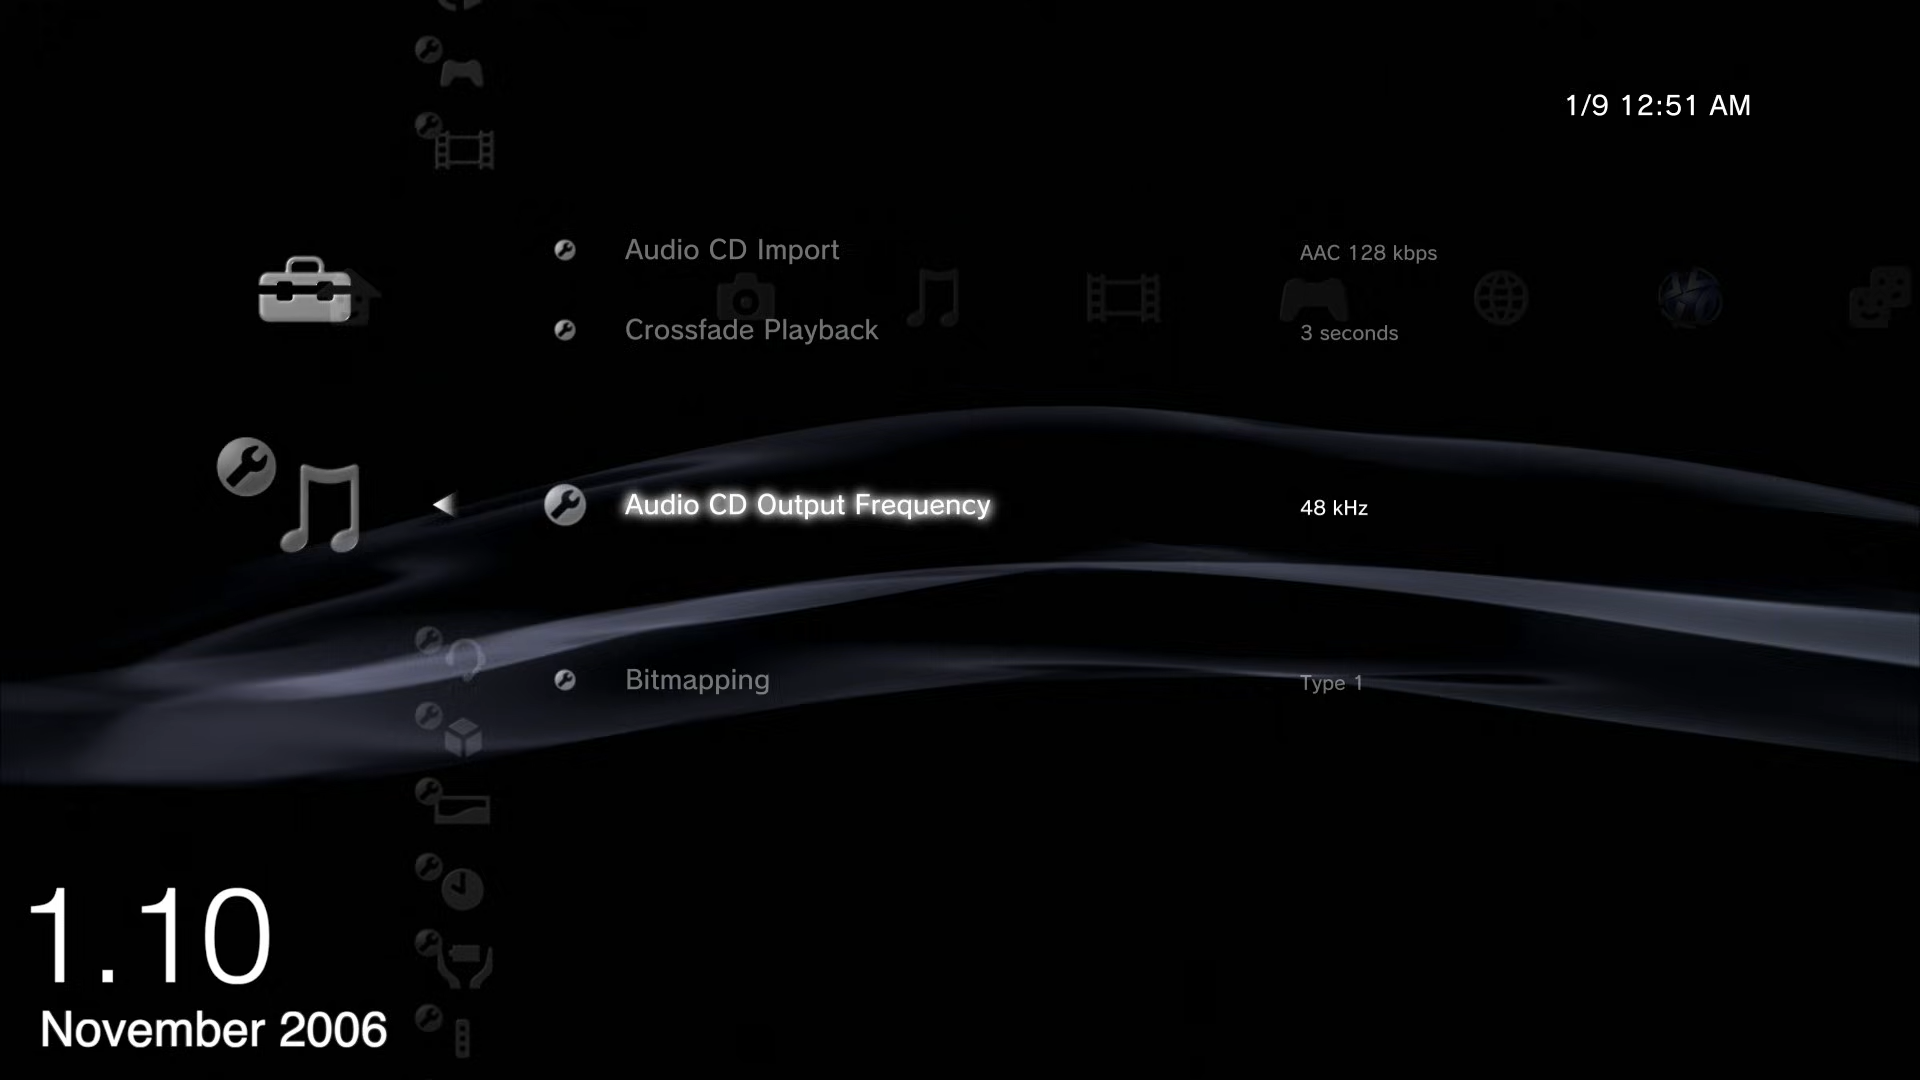 1/9 12:51 AM
Audio CD Import AAC 128 kbps
Crossfade Playback 3 seconds
Audio CD Output Frequency 48 kHz
Bitmapping Type 1
1.10
November 2006